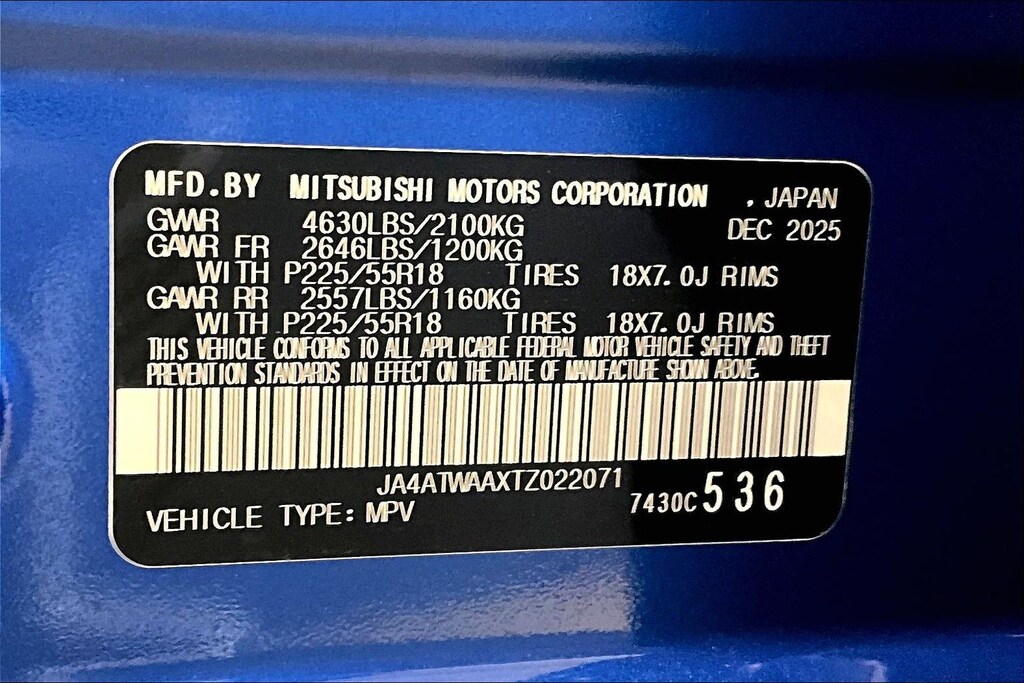 MFD.BY MITSUBISHI MOTORS CORPORATION , JAPAN
GVWR 4630LBS/2100KG DEC 2025
GAWR FR 2646LBS/1200KG
WITH P225/55R18 TIRES 18X7.0J RIMS
GAWR RR 2557LBS/1160KG
WITH P225/55R18 TIRES 18X7.0J RIMS
THIS VEHICLE CONFORMS TO ALL APPLICABLE FEDERAL MOTOR VEHICLE SAFETY AND THEFT
PREVENTION STANDARDS IN EFFECT ON THE DATE OF MANUFACTURE SHOWN ABOVE.
JA4ATWAAXTZ022071
VEHICLE TYPE: MPV 7430C 536